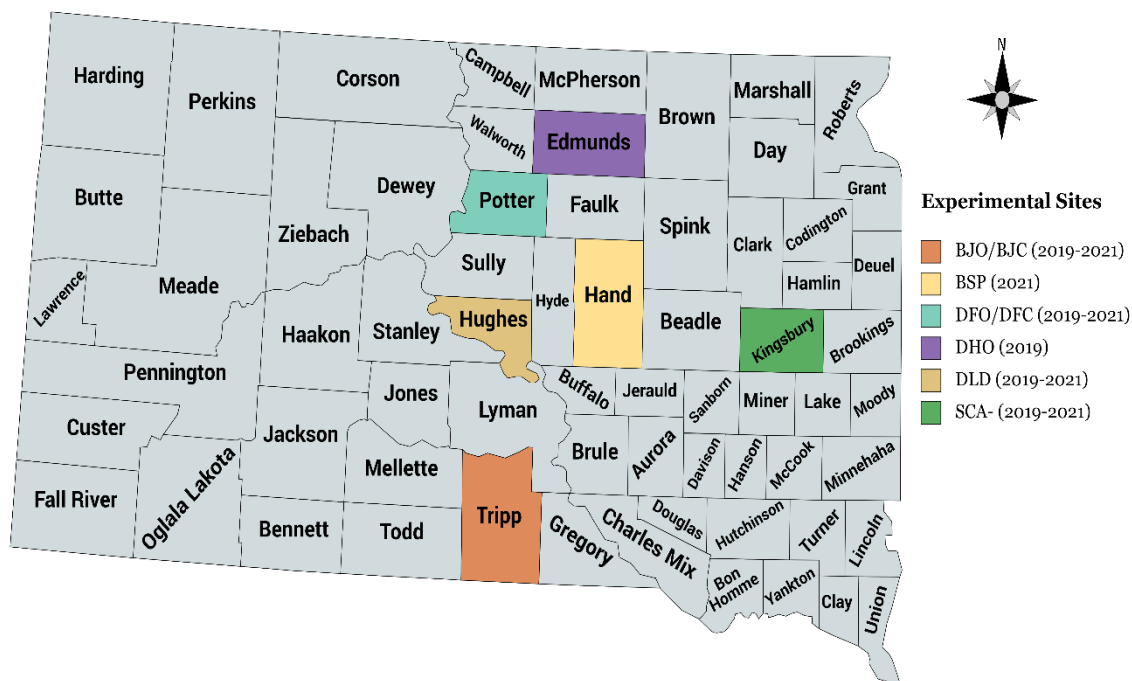 N
Harding
Perkins
Corson
Campbell
McPherson
Brown
Marshall
Roberts
Walworth
Edmunds
Day
Butte
Dewey
Potter
Faulk
Grant
Ziebach
Spink
Clark
Codington
Meade
Lawrence
Sully
Hyde
Hand
Hamlin
Deuel
Haakon
Stanley
Hughes
Beadle
Kingsbury
Brookings
Pennington
Jones
Lyman
Buffalo
Jerauld
Sanborn
Miner
Lake
Moody
Custer
Jackson
Mellette
Brule
Aurora
Davison
Hanson
McCook
Minnehaha
Fall River
Oglala Lakota
Bennett
Todd
Tripp
Gregory
Charles Mix
Douglas
Hutchinson
Turner
Lincoln
Bon
Homme
Yankton
Clay
Union
Experimental Sites
BJO/BJC (2019-2021)
BSP (2021)
DFO/DFC (2019-2021)
DHO (2019)
DLD (2019-2021)
SCA- (2019-2021)